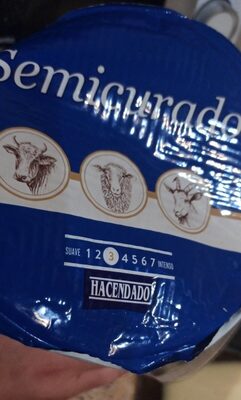 Semicurado
SUAVE 1 2 3 4 5 6 7 INTENSO
HACENDADO